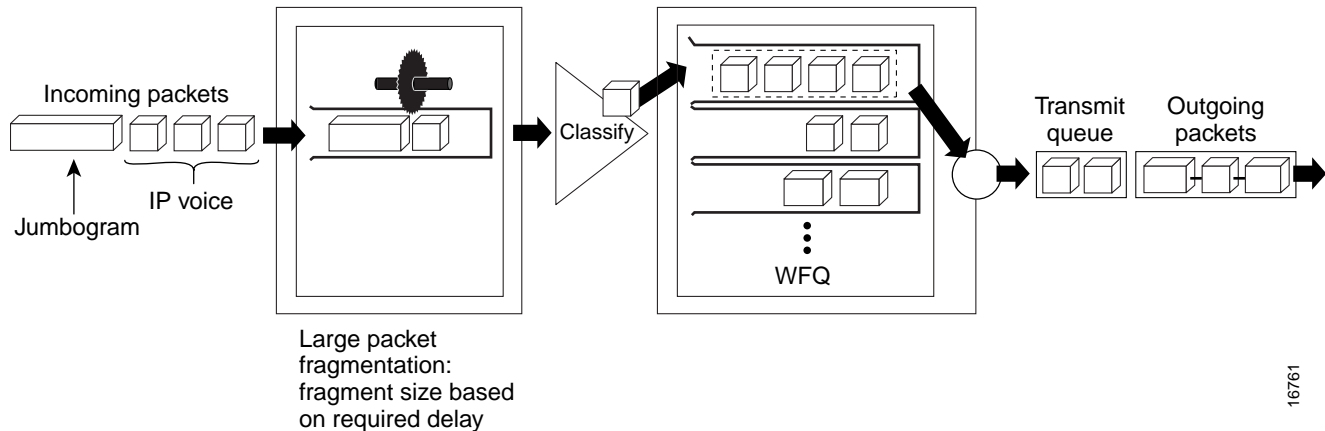 Incoming packets
IP voice
Jumbogram
Large packet
fragmentation:
fragment size based
on required delay
Classify
WFQ
Transmit
queue
Outgoing
packets
16761